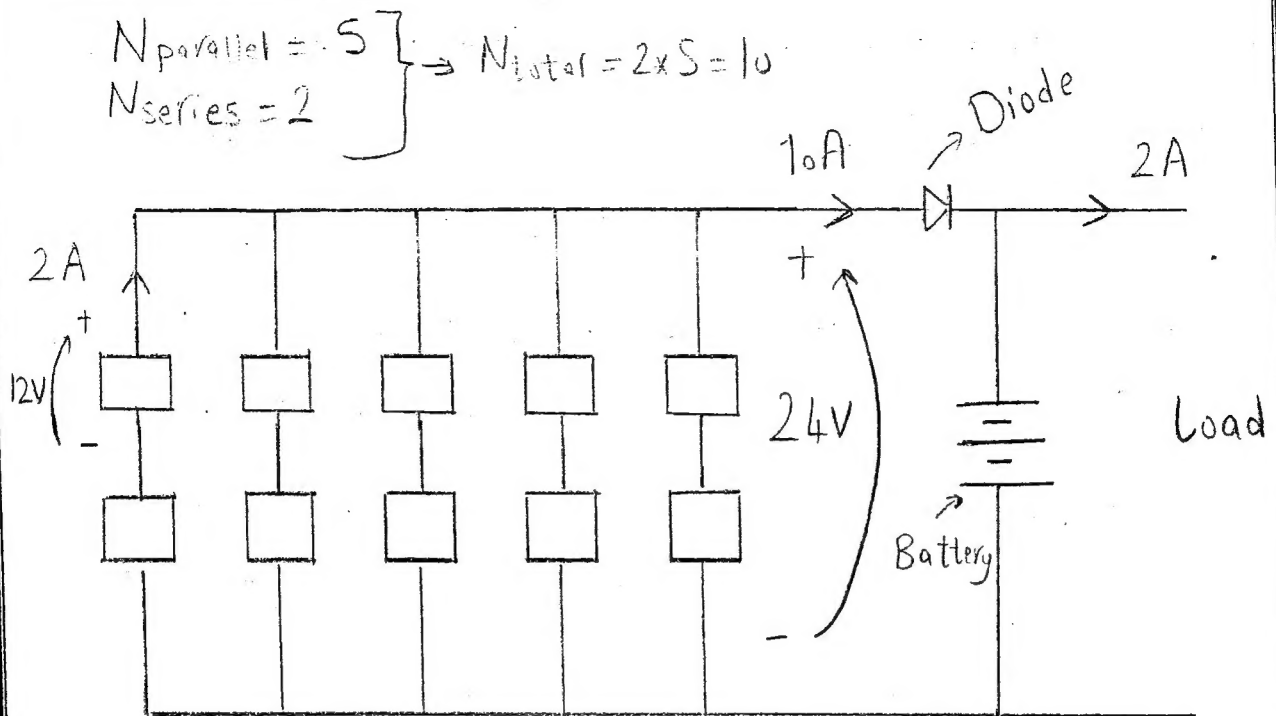 Nparallel = 5
Nseries = 2
→ Ntotal = 2x5 = 10
Diode
10A
2A
2A
+
12V
-
+
24V
-
Load
Battery